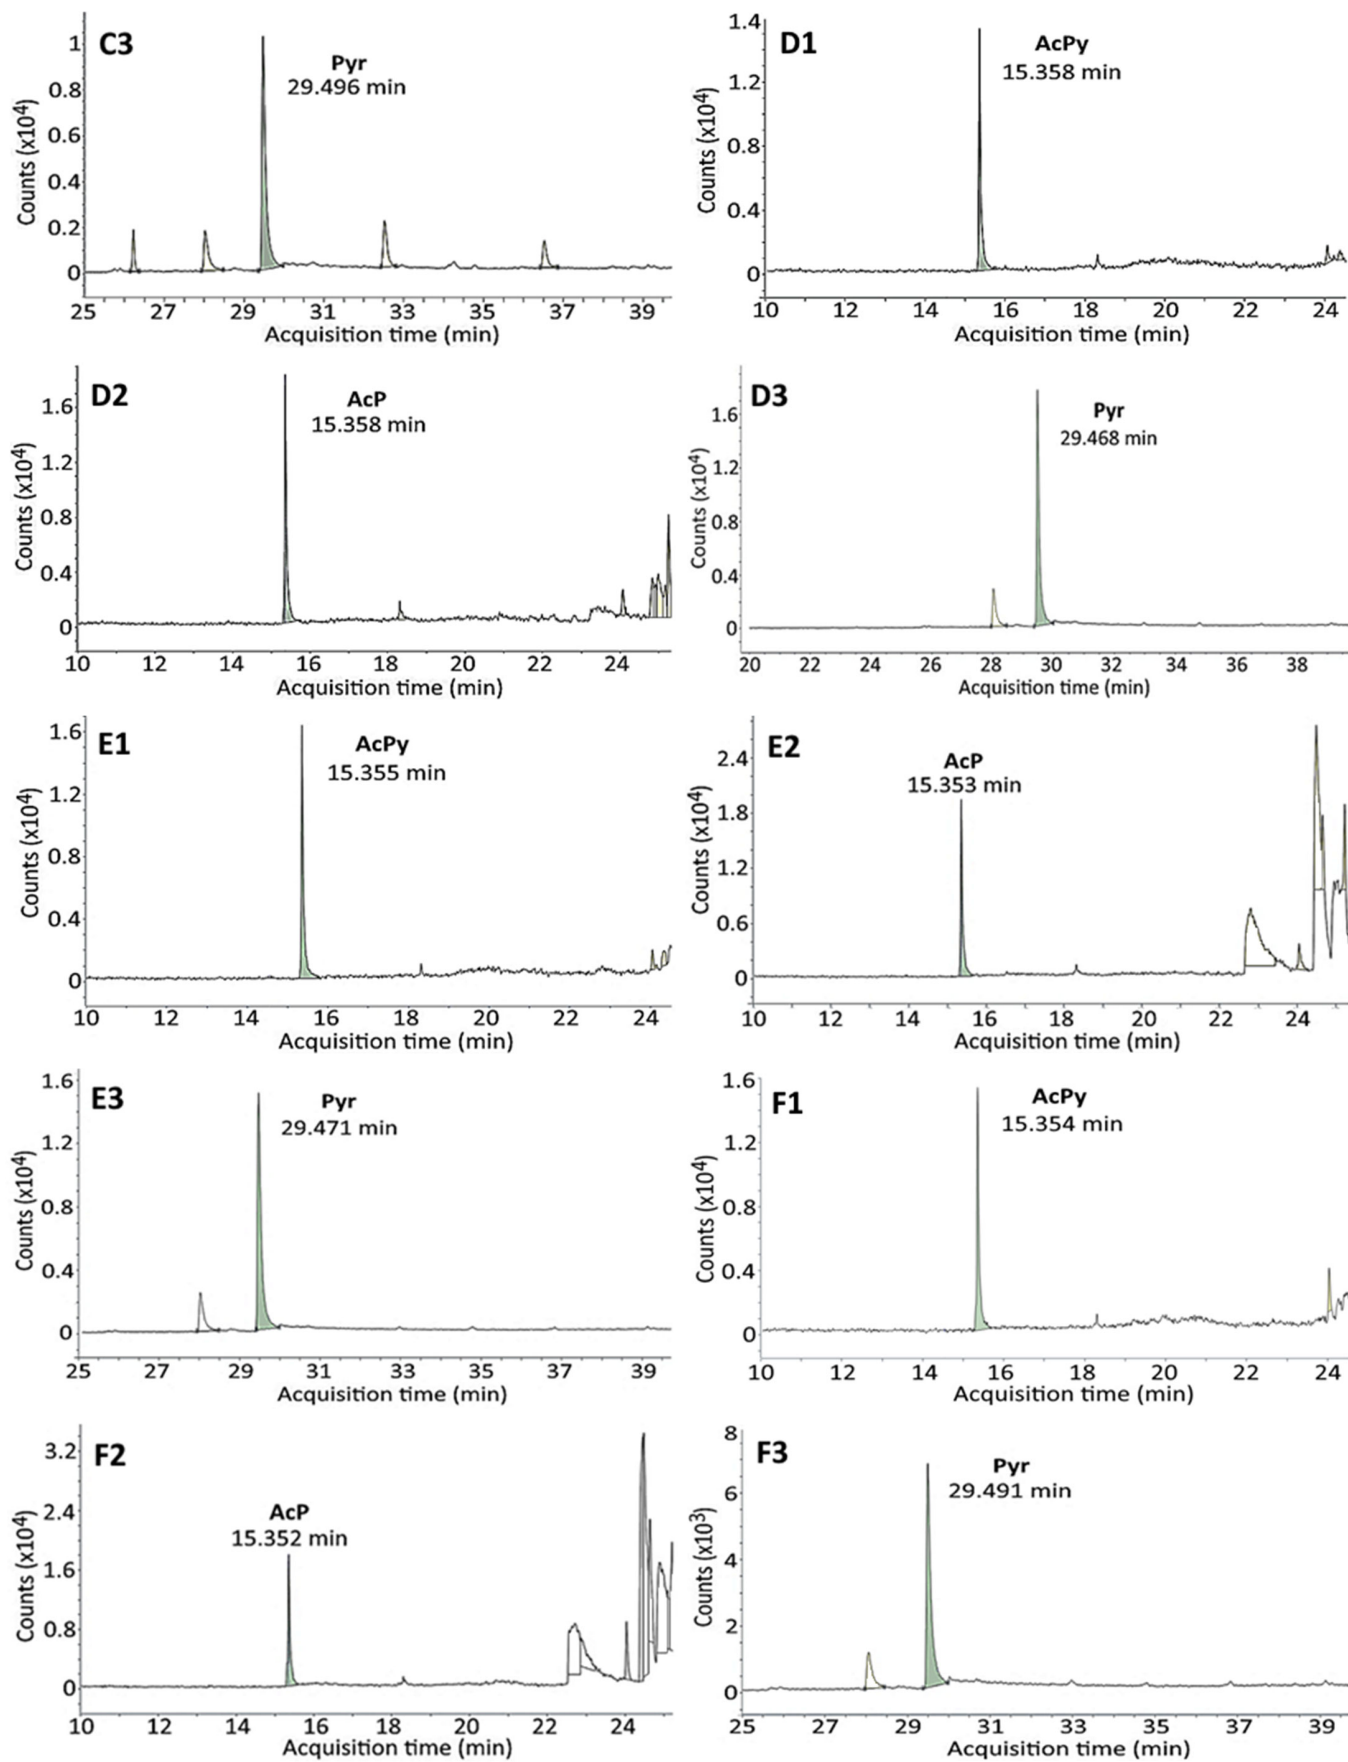 C3
Pyr
29.496 min
Counts (x10⁴)
1
0.8
0.6
0.4
0.2
0
25 27 29 31 33 35 37 39
Acquisition time (min)
D1
AcPy
15.358 min
Counts (x10⁴)
1.4
1.2
0.8
0.4
0
10 12 14 16 18 20 22 24
Acquisition time (min)
D2
AcP
15.358 min
Counts (x10⁴)
1.6
1.2
0.8
0.4
0
10 12 14 16 18 20 22 24
Acquisition time (min)
D3
Pyr
29.468 min
Counts (x10⁴)
1.6
1.2
0.8
0.4
0
20 22 24 26 28 30 32 34 36 38
Acquisition time (min)
E1
AcPy
15.355 min
Counts (x10⁴)
1.6
1.2
0.8
0.4
0
10 12 14 16 18 20 22 24
Acquisition time (min)
E2
AcP
15.353 min
Counts (x10⁴)
2.4
1.8
1.2
0.6
0
10 12 14 16 18 20 22 24
Acquisition time (min)
E3
Pyr
29.471 min
Counts (x10⁴)
1.6
1.2
0.8
0.4
0
25 27 29 31 33 35 37 39
Acquisition time (min)
F1
AcPy
15.354 min
Counts (x10⁴)
1.6
1.2
0.8
0.4
0
10 12 14 16 18 20 22 24
Acquisition time (min)
F2
AcP
15.352 min
Counts (x10⁴)
3.2
2.4
1.6
0.8
0
10 12 14 16 18 20 22 24
Acquisition time (min)
F3
Pyr
29.491 min
Counts (x10³)
8
6
4
2
0
25 27 29 31 33 35 37 39
Acquisition time (min)